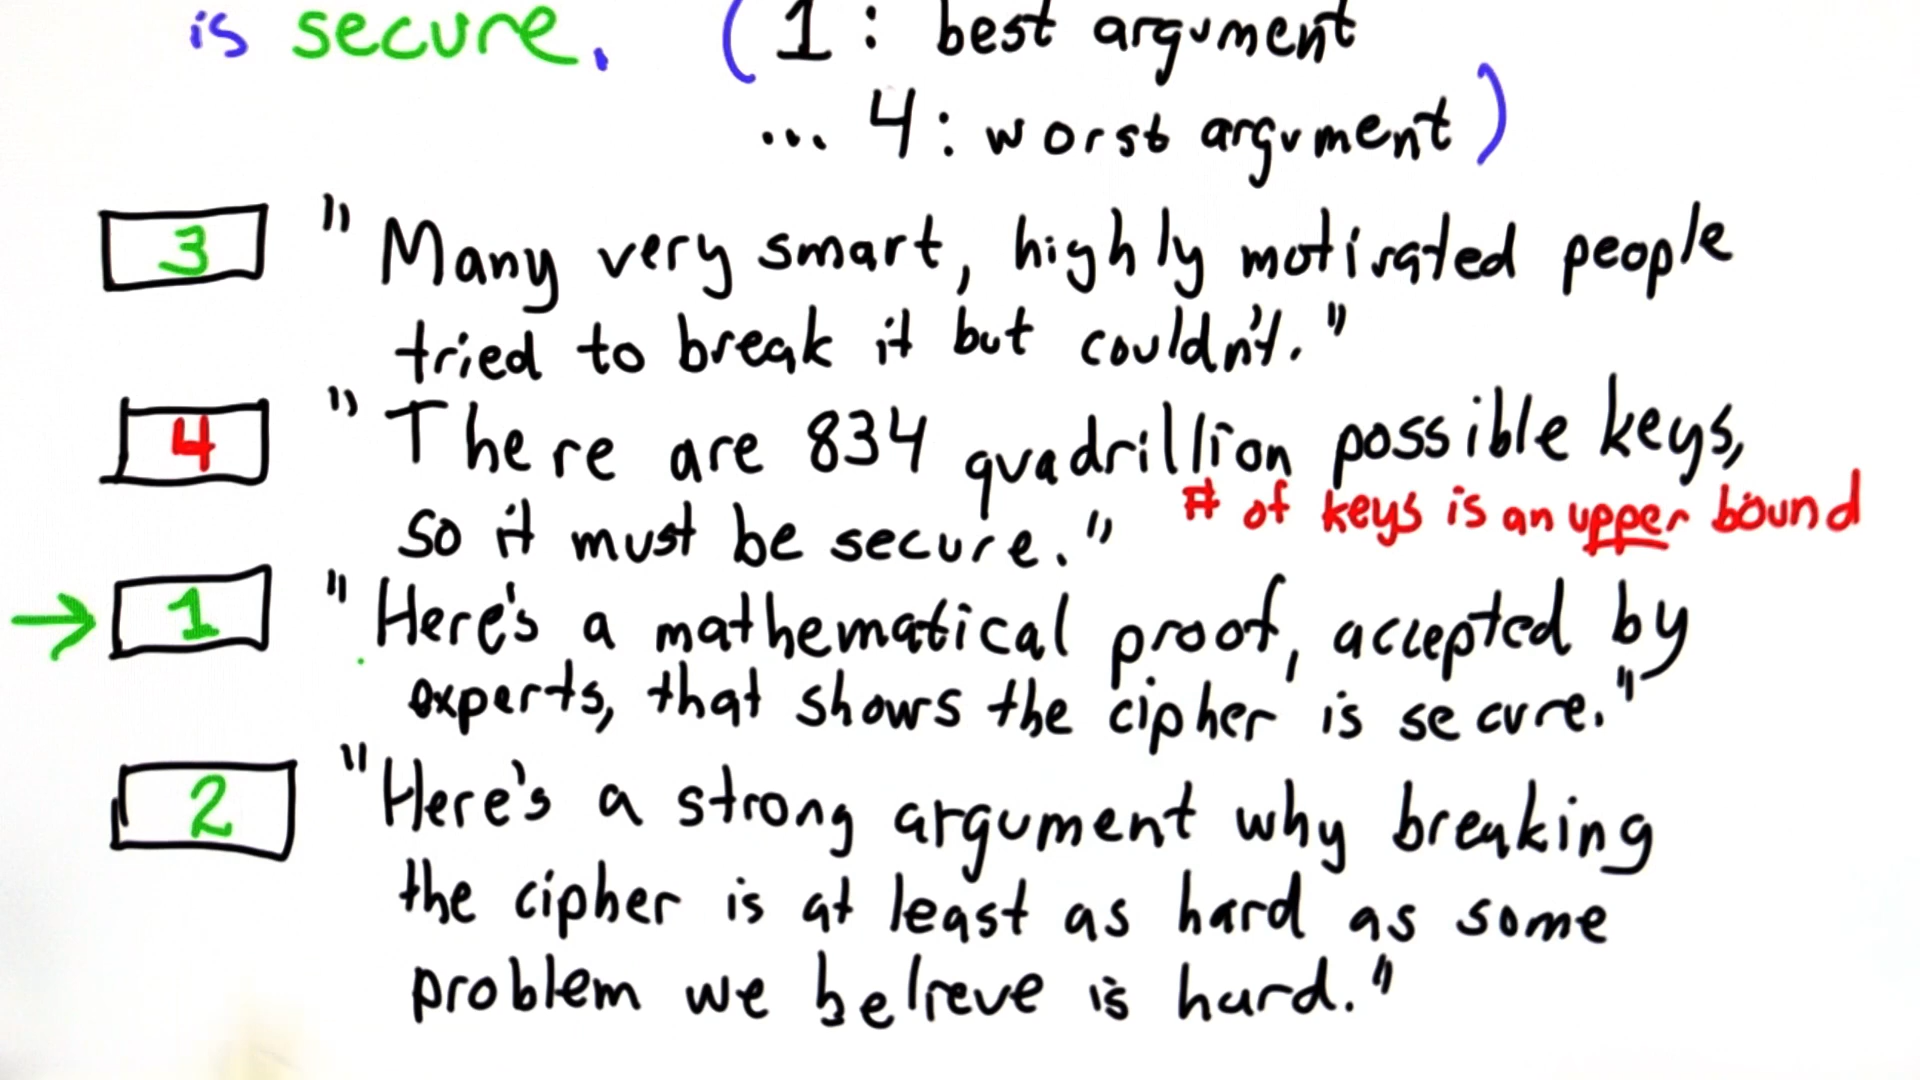 is secure. (1: best argument
... 4: worst argument)
3 "Many very smart, highly motivated people
tried to break it but couldn't."
4 "There are 834 quadrillion possible keys,
so it must be secure." # of keys is an upper bound
→ 1 "Here's a mathematical proof, accepted by
experts, that shows the cipher is secure."
2 "Here's a strong argument why breaking
the cipher is at least as hard as some
problem we believe is hard."